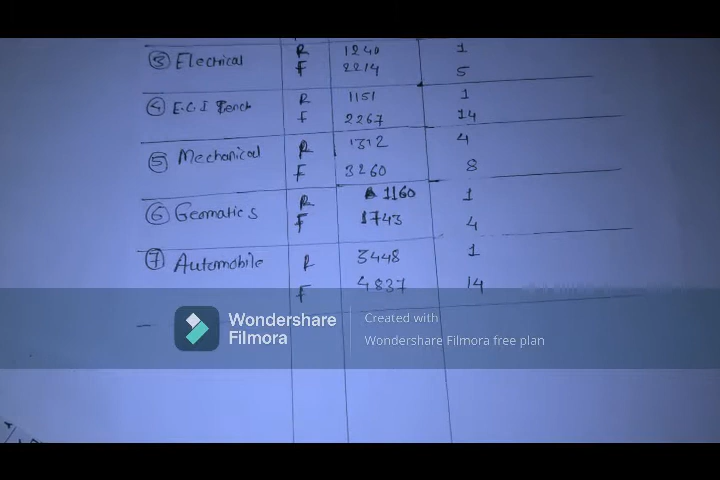 ③ Electrical R 1240 1
F 2214 5
④ E.C.I R 1151 1
F 2267 14
⑤ Mechanical R 1312 4
F 3260 8
⑥ Geomatics R 1160 1
F 1743 4
⑦ Automobile R 3448 1
F 4837 14
Wondershare
Filmora
Created with
Wondershare Filmora free plan